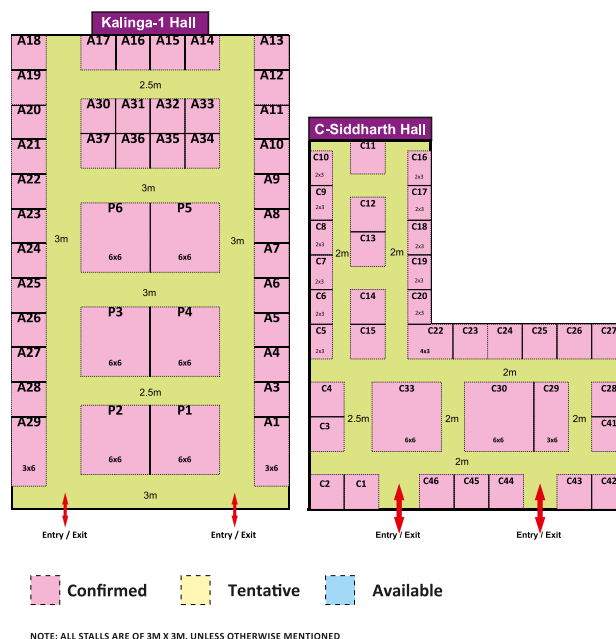 Kalinga-1 Hall
A18
A17 A16 A15 A14
A13
A19
2.5m
A12
A20
A30 A31 A32 A33
A11
A21
A37 A36 A35 A34
A10
A22
3m
A9
A23
P6 P5
A8
A24
3m
6x6 6x6
3m
A7
A25
3m
A6
A26
P3 P4
A5
A27
6x6 6x6
A4
A28
2.5m
A3
A29
P2 P1
A1
3x6
6x6 6x6
3x6
3m
Entry / Exit
Entry / Exit
C-Siddharth Hall
C10
2x3
C11
C16
2x3
C9
2x3
C12
C17
2x3
C8
2x3
C13
C18
2x3
2m
2m
C7
2x3
C19
2x3
C6
C14
C20
2x3
C5
2x3
C15
C22
4x3
C23 C24 C25 C26 C27
2m
C4
C33
C30
C29
C28
C3
2.5m
6x6
2m
6x6
3x6
2m
C41
2m
C2 C1
C46 C45 C44
C43 C42
Entry / Exit
Entry / Exit
Confirmed
Tentative
Available
NOTE: ALL STALLS ARE OF 3M X 3M, UNLESS OTHERWISE MENTIONED